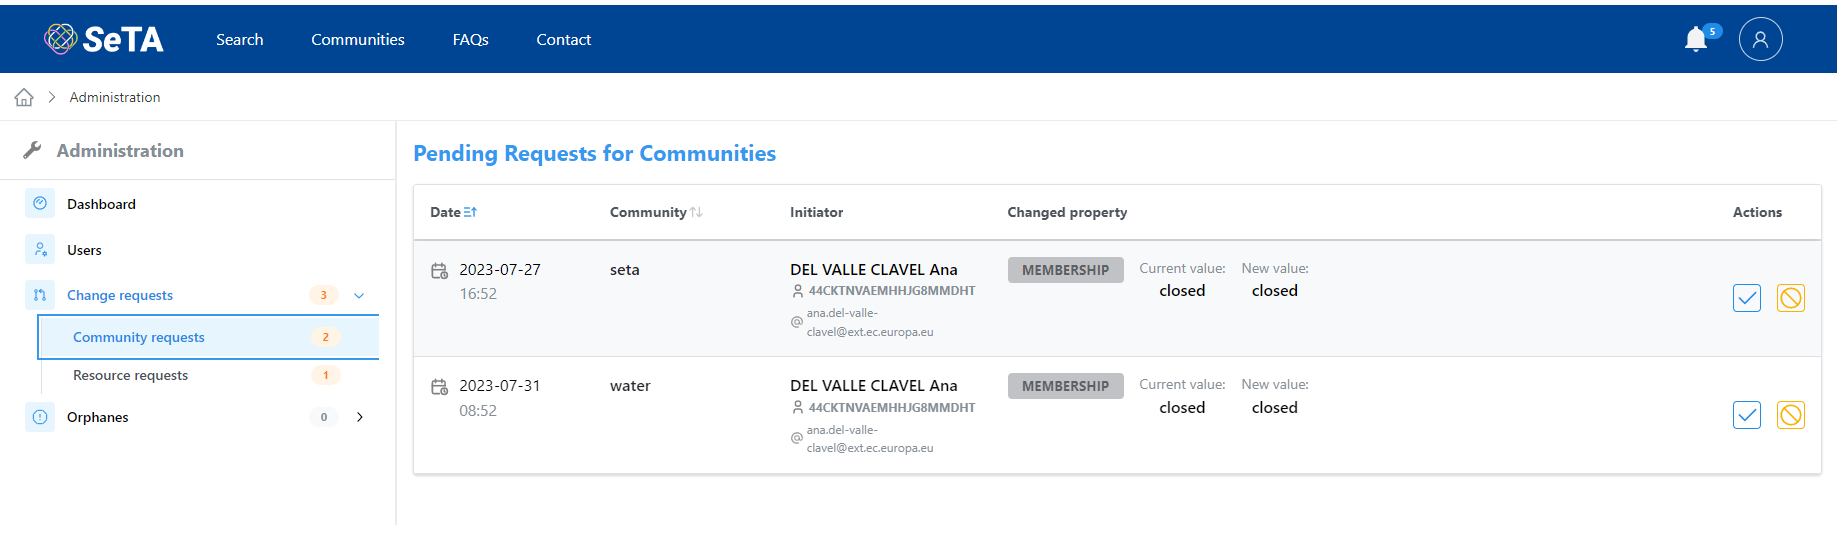 SeTA
Search
Communities
FAQs
Contact
5
Administration
Administration
Dashboard
Users
Change requests 3
Community requests 2
Resource requests 1
Orphanes 0
Pending Requests for Communities
Date Community Initiator Changed property Actions
2023-07-27
16:52
seta
DEL VALLE CLAVEL Ana
44CKTNVAEMHHJG8MMDHT
@ ana.del-valle-
clavel@ext.ec.europa.eu
MEMBERSHIP
Current value:
closed
New value:
closed
2023-07-31
08:52
water
DEL VALLE CLAVEL Ana
44CKTNVAEMHHJG8MMDHT
@ ana.del-valle-
clavel@ext.ec.europa.eu
MEMBERSHIP
Current value:
closed
New value:
closed